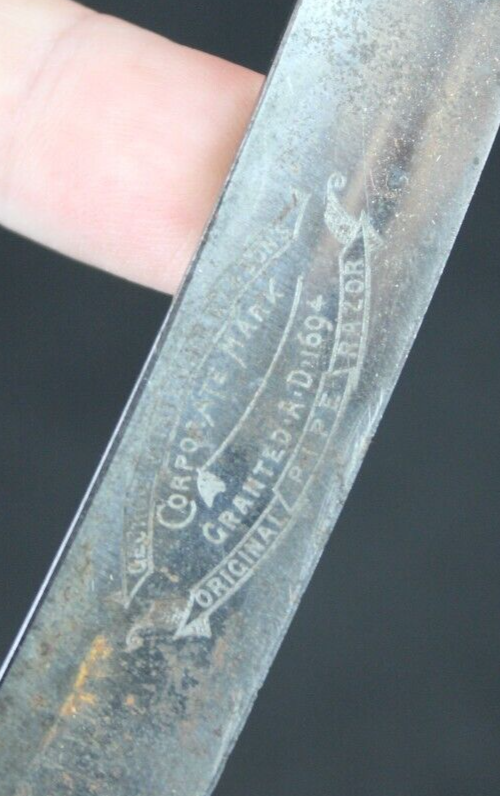 CORPORATE MARK
GRANTED A.D. 1694
ORIGINAL PIPE RAZOR